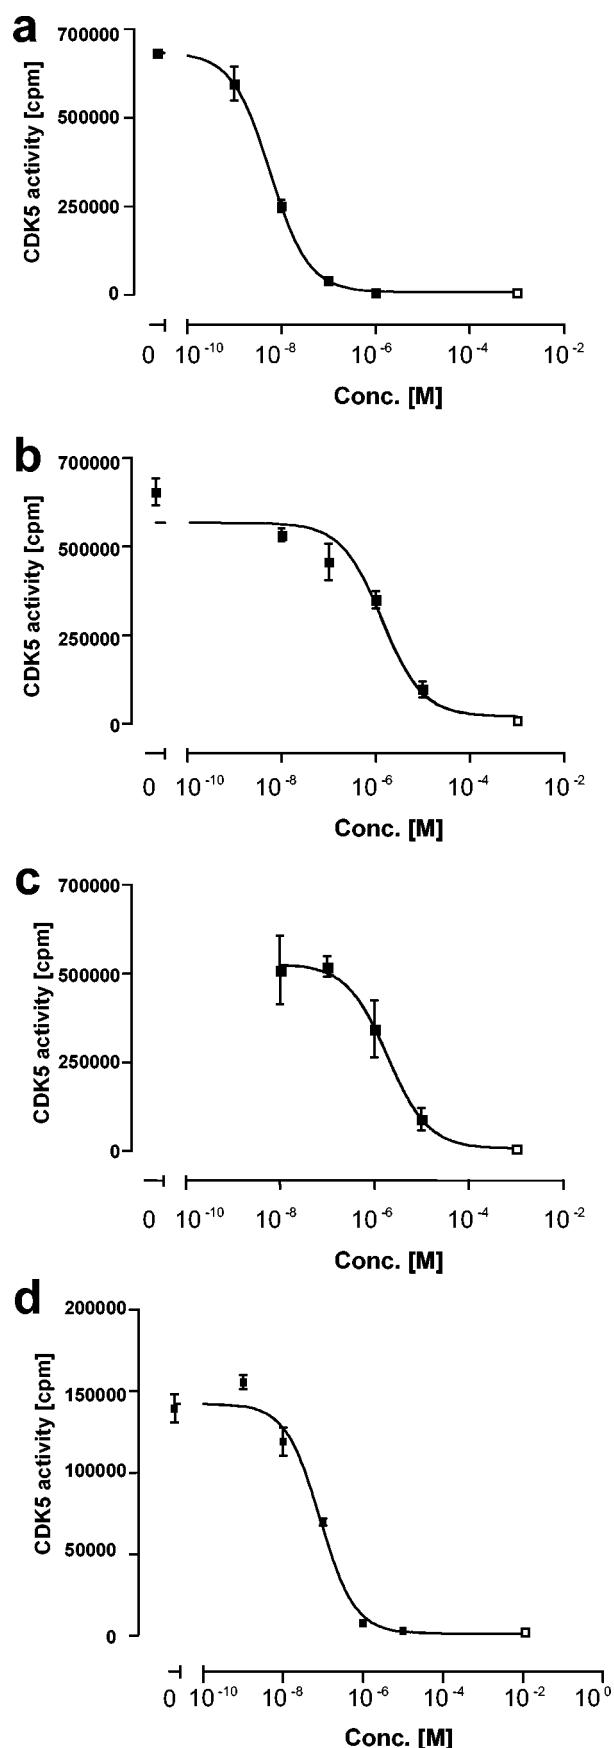 a
700000
500000
250000
0
CDK5 activity [cpm]
0 10^-10 10^-8 10^-6 10^-4 10^-2
Conc. [M]
b
700000
500000
250000
0
CDK5 activity [cpm]
0 10^-10 10^-8 10^-6 10^-4 10^-2
Conc. [M]
c
700000
500000
250000
0
CDK5 activity [cpm]
0 10^-10 10^-8 10^-6 10^-4 10^-2
Conc. [M]
d
200000
150000
100000
50000
0
CDK5 activity [cpm]
0 10^-10 10^-8 10^-6 10^-4 10^-2 10^0
Conc. [M]